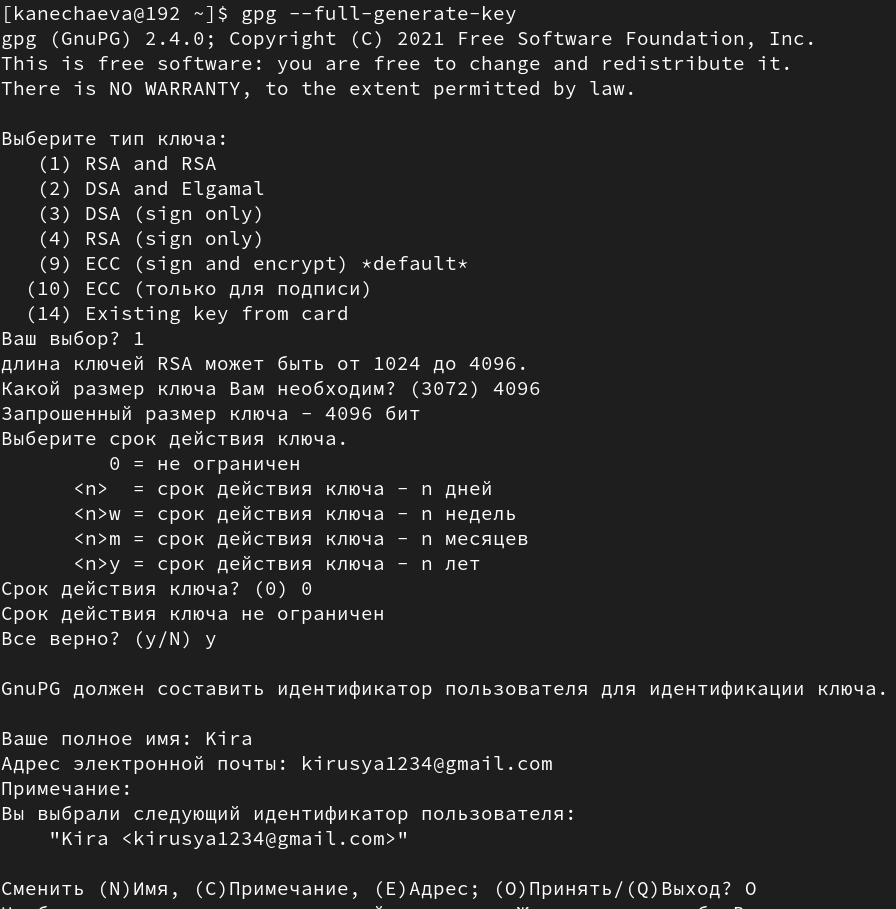 [kanechaeva@192 ~]$ gpg --full-generate-key
gpg (GnuPG) 2.4.0; Copyright (C) 2021 Free Software Foundation, Inc.
This is free software: you are free to change and redistribute it.
There is NO WARRANTY, to the extent permitted by law.
Выберите тип ключа:
(1) RSA and RSA
(2) DSA and Elgamal
(3) DSA (sign only)
(4) RSA (sign only)
(9) ECC (sign and encrypt) *default*
(10) ECC (только для подписи)
(14) Existing key from card
Ваш выбор? 1
длина ключей RSA может быть от 1024 до 4096.
Какой размер ключа Вам необходим? (3072) 4096
Запрошенный размер ключа - 4096 бит
Выберите срок действия ключа.
0 = не ограничен
<n>  = срок действия ключа - n дней
<n>w = срок действия ключа - n недель
<n>m = срок действия ключа - n месяцев
<n>y = срок действия ключа - n лет
Срок действия ключа? (0) 0
Срок действия ключа не ограничен
Все верно? (y/N) y
GnuPG должен составить идентификатор пользователя для идентификации ключа.
Ваше полное имя: Kira
Адрес электронной почты: kirusya1234@gmail.com
Примечание:
Вы выбрали следующий идентификатор пользователя:
"Kira <kirusya1234@gmail.com>"
Сменить (N)Имя, (C)Примечание, (E)Адрес; (O)Принять/(Q)Выход? O